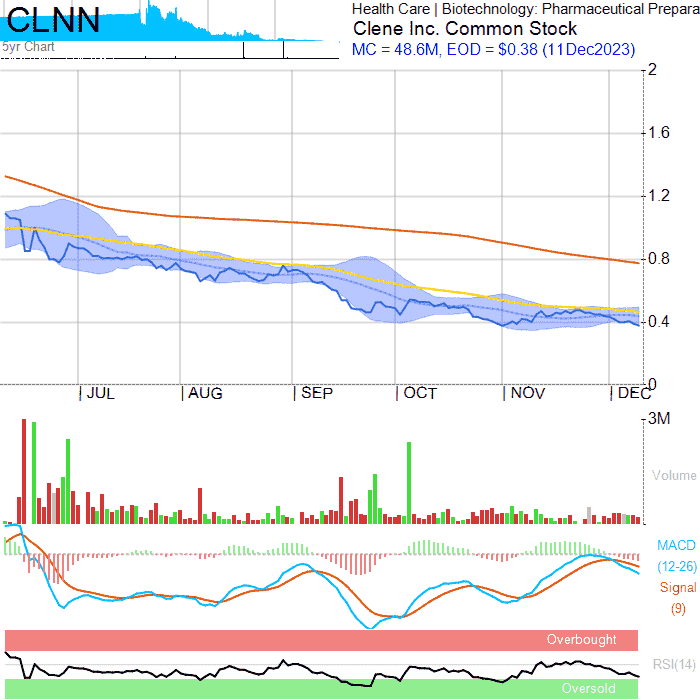 CLNN
5yr Chart
Health Care | Biotechnology: Pharmaceutical Prepara
Clene Inc. Common Stock
MC = 48.6M, EOD = $0.38 (11Dec2023)
2
1.6
1.2
0.8
0.4
0
JUL AUG SEP OCT NOV DEC
3M
Volume
MACD
(12-26)
Signal
(9)
Overbought
RSI(14)
Oversold